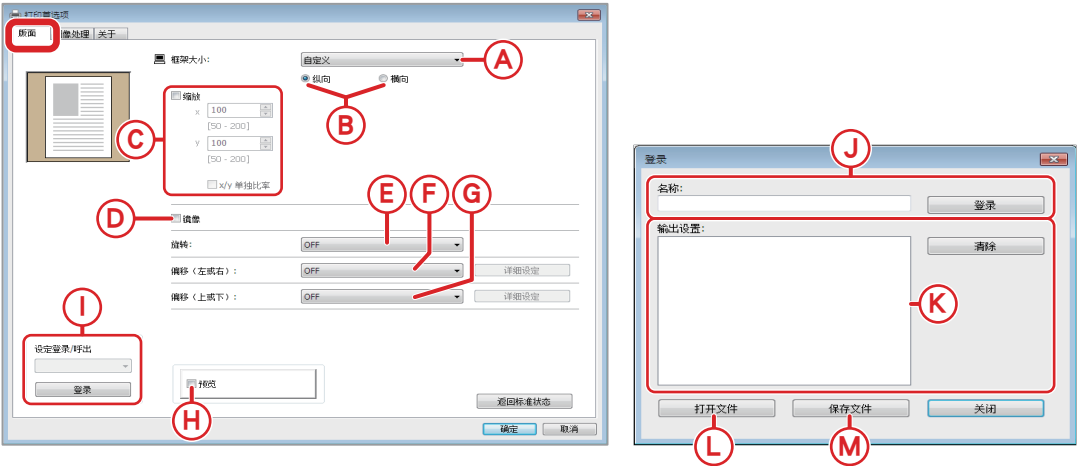 打印首选项
版面 图像处理 关于
框架大小: 自定义 A
纵向 横向
B
缩放
x 100
[50 - 200]
C
y 100
[50 - 200]
x/y 单独比率
E F G
D 镜像
旋转: OFF
偏移（左或右）: OFF 详细设定
偏移（上或下）: OFF 详细设定
I
设定登录/呼出
登录
预览
H
返回标准状态
确定 取消
J
登录
名称:
登录
输出设置:
清除
K
打开文件 保存文件 关闭
L M